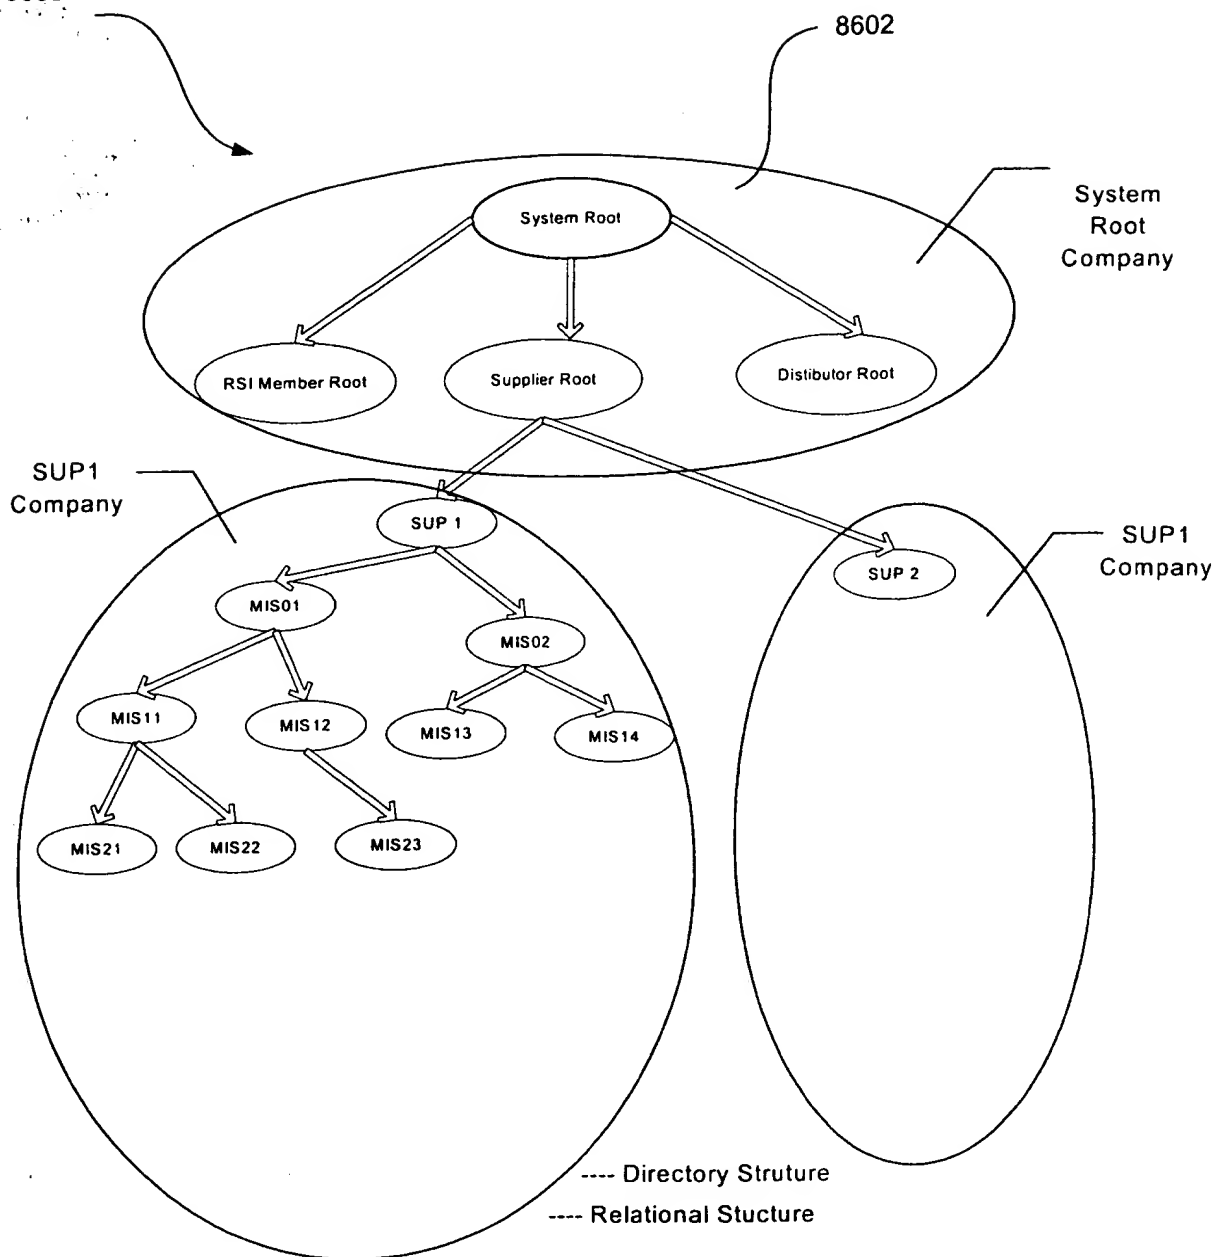 8602
System Root
System
Root
Company
RSI Member Root
Supplier Root
Distibutor Root
SUP1
Company
SUP 1
SUP1
Company
SUP 2
MIS01
MIS02
MIS11
MIS12
MIS13
MIS14
MIS21
MIS22
MIS23
---- Directory Struture
---- Relational Stucture